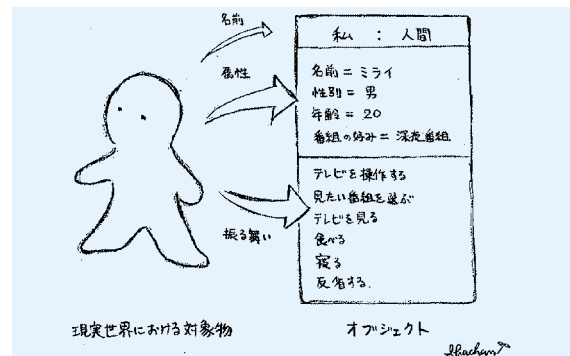 名前
私 : 人間
属性
名前 = ミライ
性別 = 男
年齢 = 20
番組の好み = 深夜番組
振る舞い
テレビを操作する
見たい番組を選ぶ
テレビを見る
食べる
寝る
反省する.
現実世界における対象物
オブジェクト